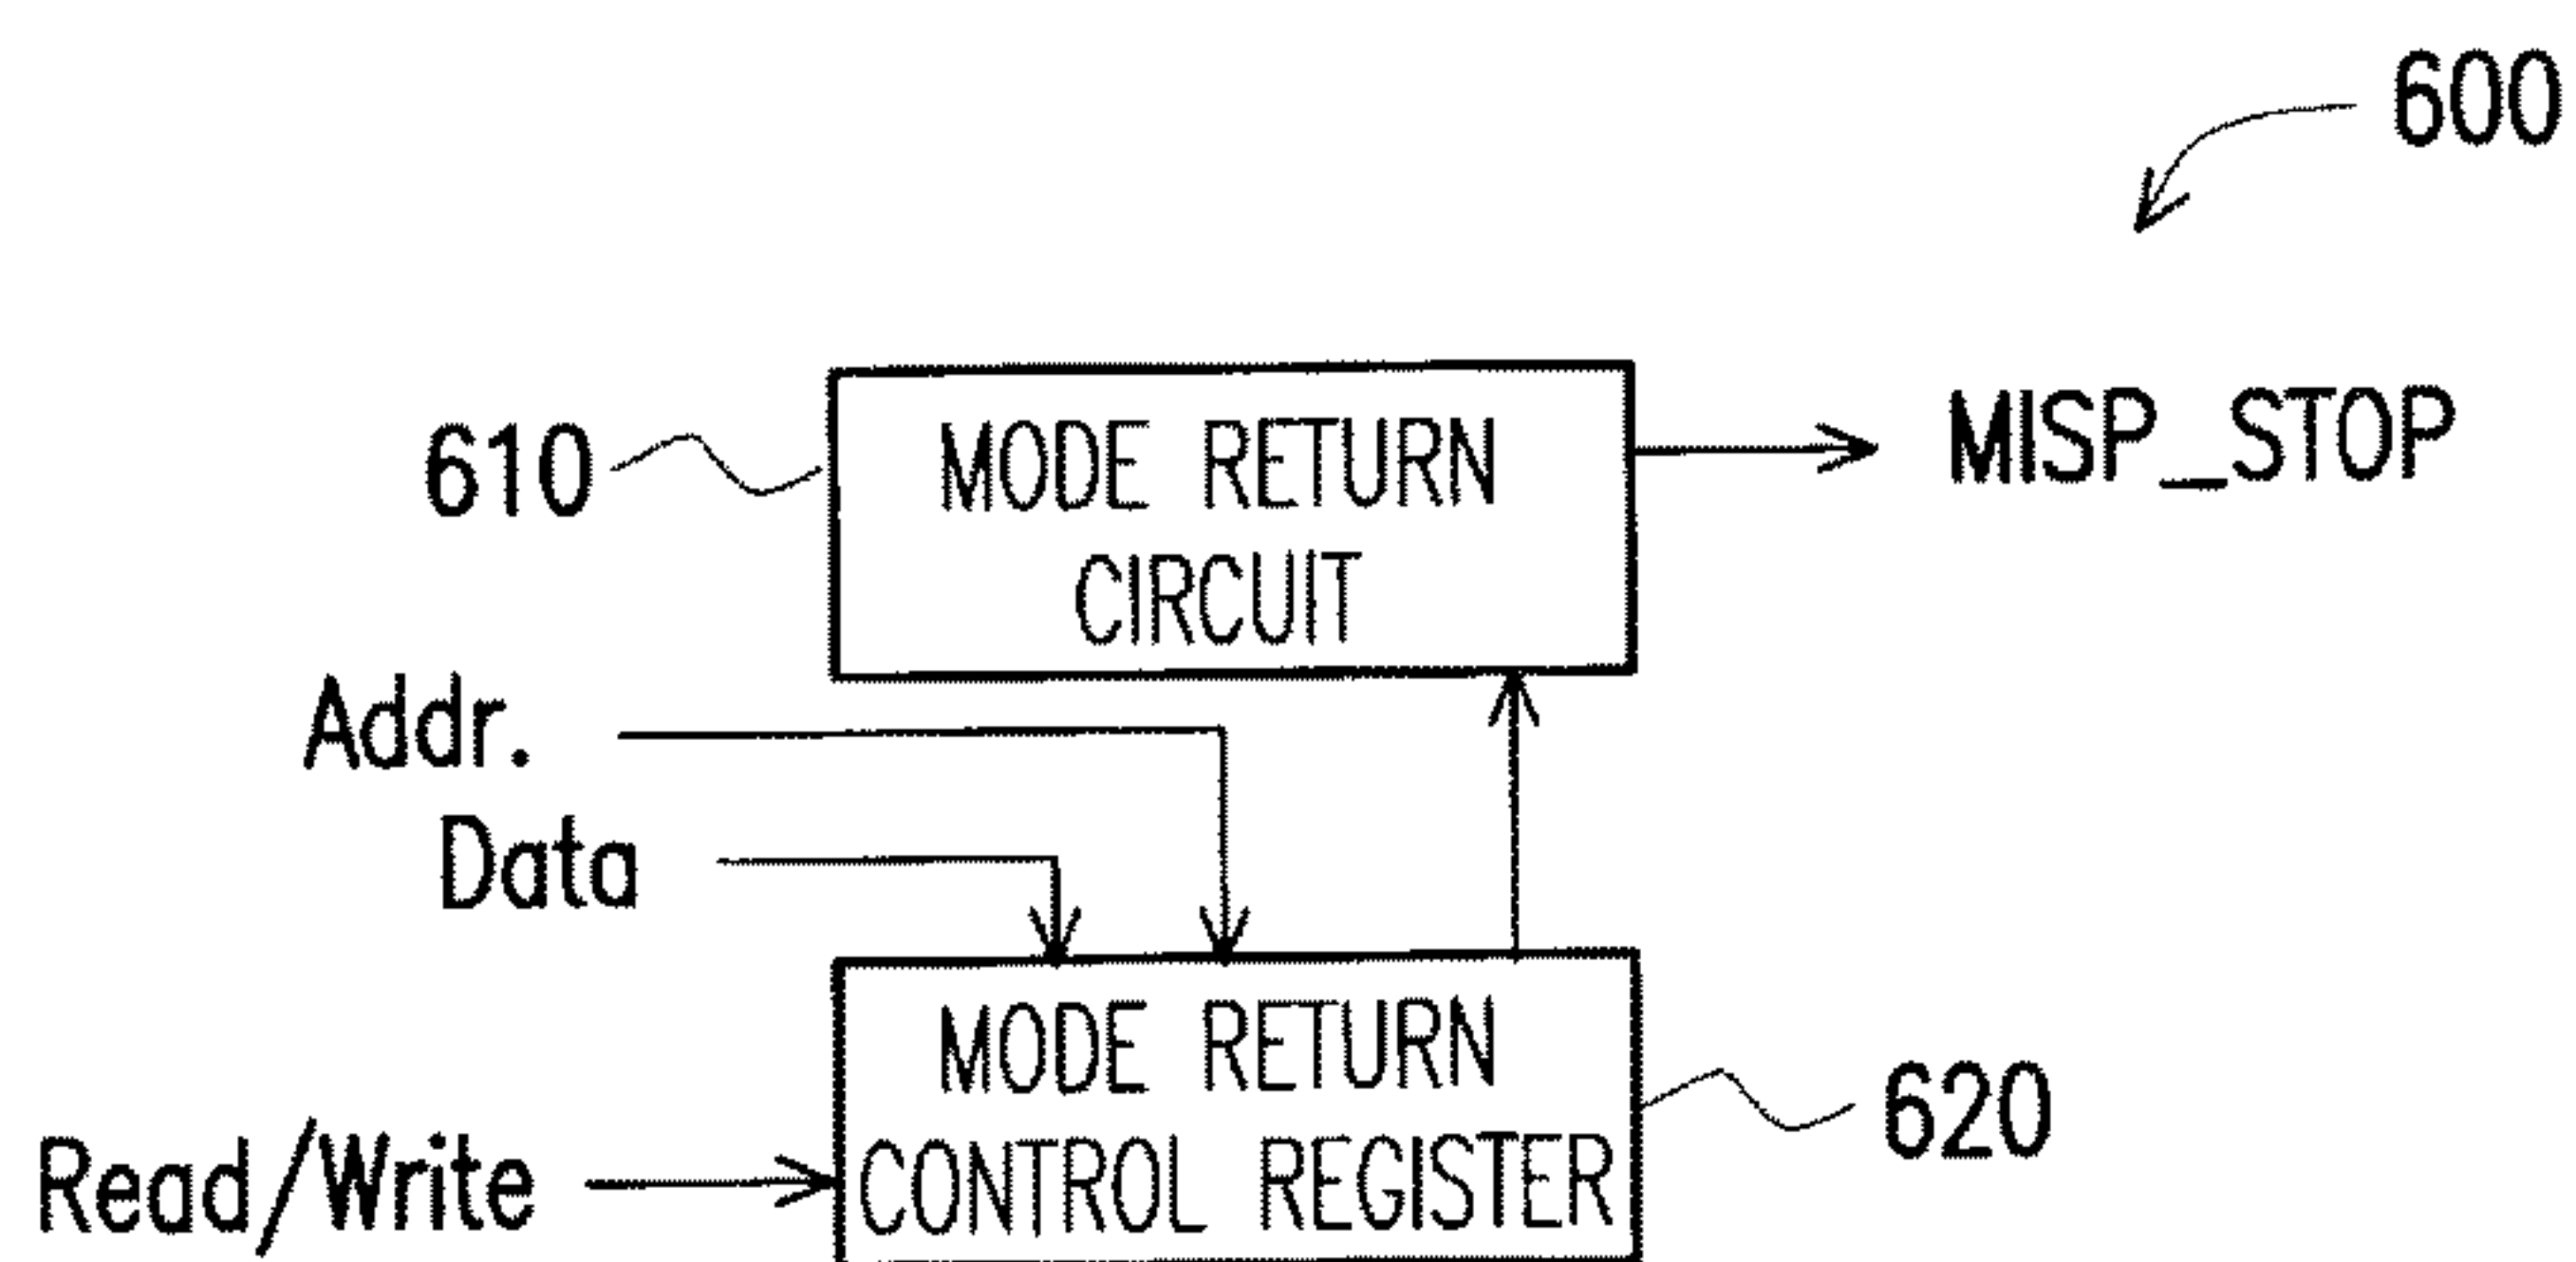 600
610
MODE RETURN
CIRCUIT
MISP_STOP
Addr.
Data
MODE RETURN
CONTROL REGISTER
620
Read/Write